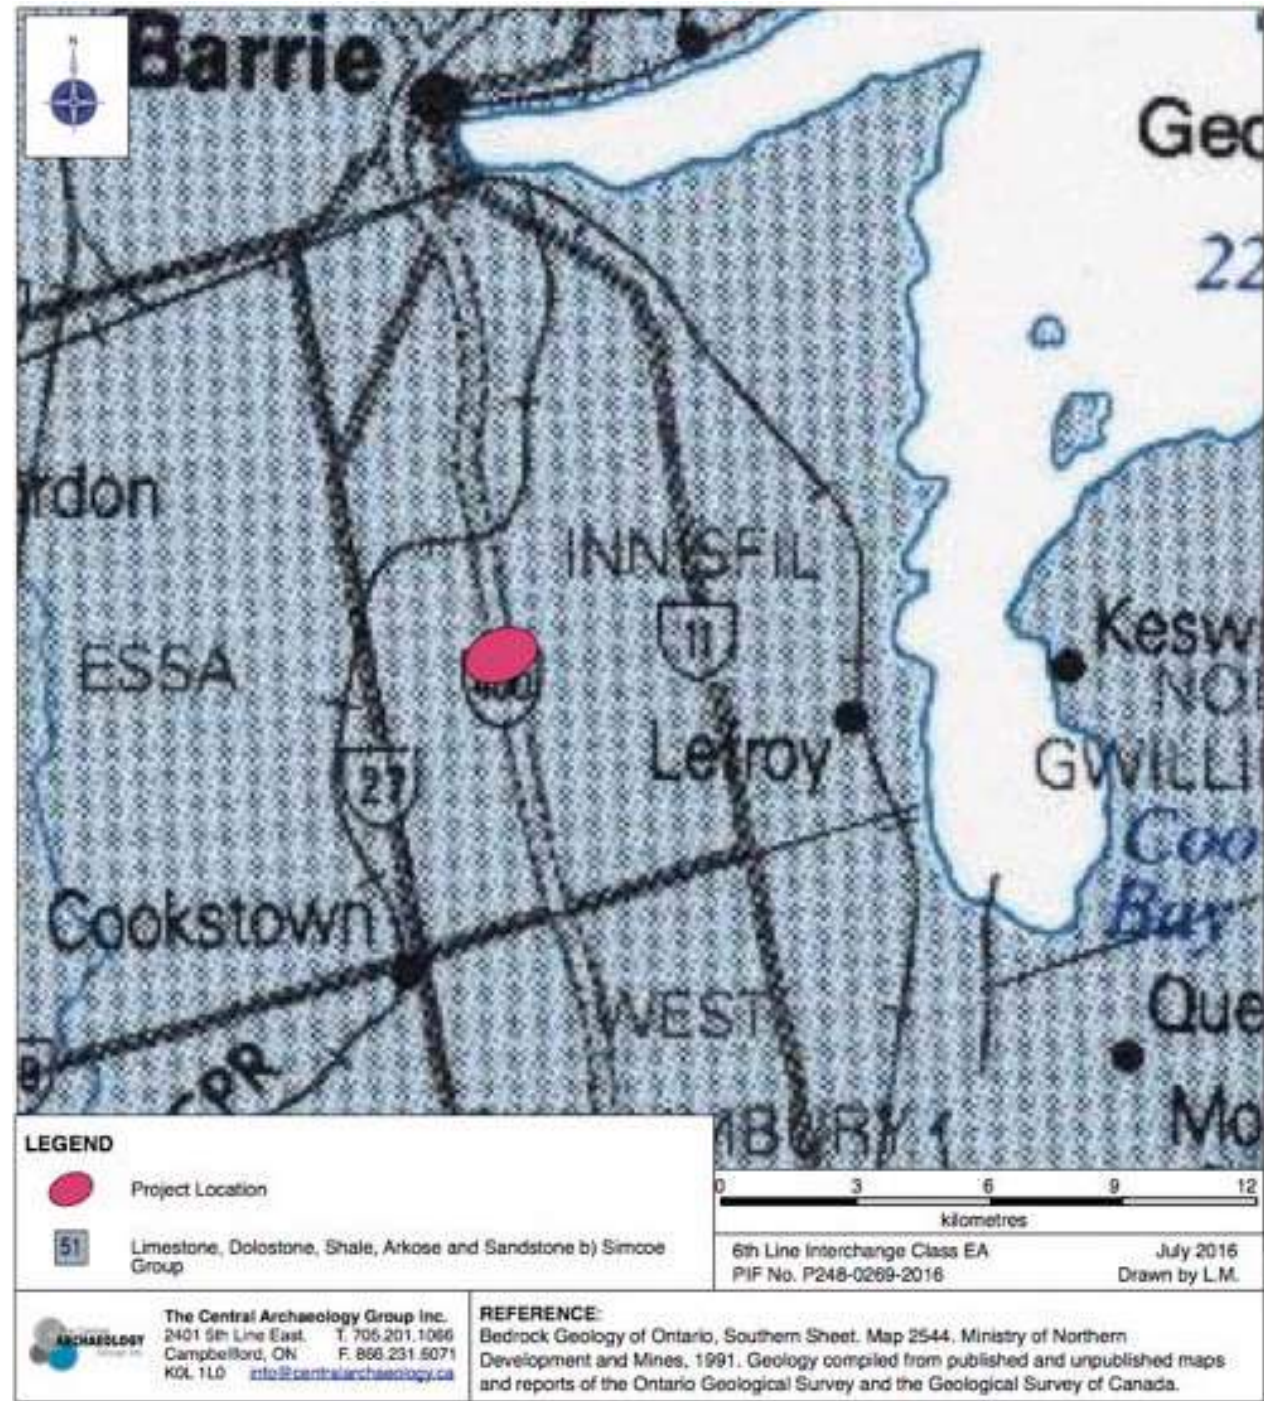 N
Barrie
Geo
22
rdon
INNISFIL
ESSA
11
Kesw
NO
Lefroy
GWILLI
27
Coo
Bay
Cookstown
WEST
Que
9
CPR
MBURY
Mo
LEGEND
Project Location
51
Limestone, Dolostone, Shale, Arkose and Sandstone b) Simcoe
Group
0 3 6 9 12
kilometres
6th Line Interchange Class EA July 2016
PIF No. P248-0269-2016 Drawn by L.M.
ARCHAEOLOGY
The Central Archaeology Group Inc.
2401 5th Line East. T. 705.201.1066
Campbellford, ON F. 866.231.5071
K0L 1L0 info@centralarchaeology.ca
REFERENCE:
Bedrock Geology of Ontario, Southern Sheet. Map 2544. Ministry of Northern
Development and Mines, 1991. Geology compiled from published and unpublished maps
and reports of the Ontario Geological Survey and the Geological Survey of Canada.